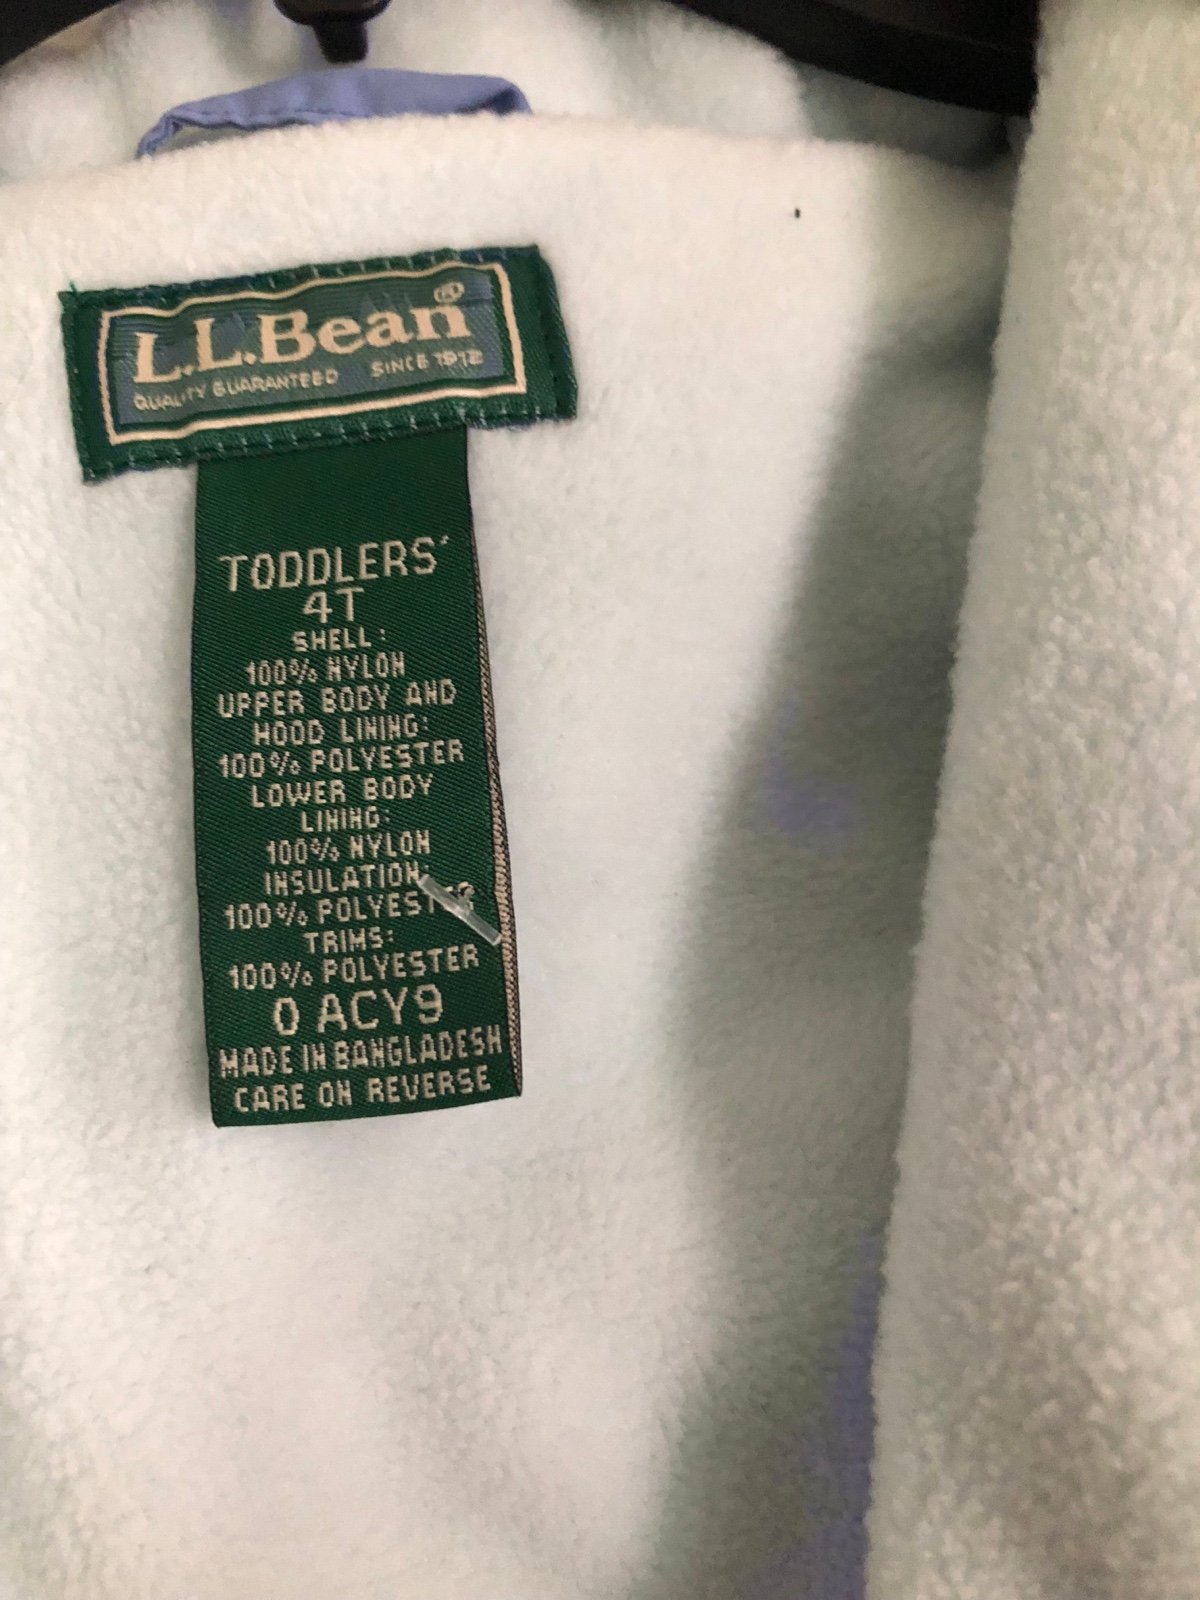 L.L.Bean®
QUALITY GUARANTEED SINCE 1912
TODDLERS'
4T
SHELL:
100% NYLON
UPPER BODY AND
HOOD LINING:
100% POLYESTER
LOWER BODY
LINING:
100% NYLON
INSULATION:
100% POLYESTER
TRIMS:
100% POLYESTER
0 ACY9
MADE IN BANGLADESH
CARE ON REVERSE